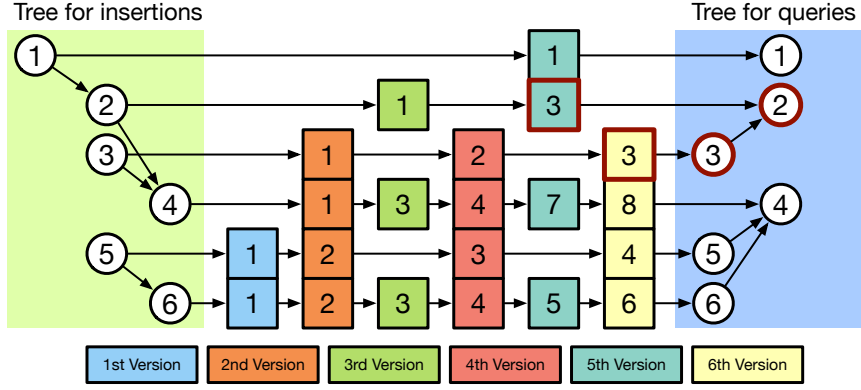 Tree for insertions Tree for queries
1 1 1
2 1 3 2
3 1 2 3 3
4 1 3 4 7 8 4
5 1 2 3 4 5
6 1 2 3 4 5 6 6
1st Version 2nd Version 3rd Version 4th Version 5th Version 6th Version